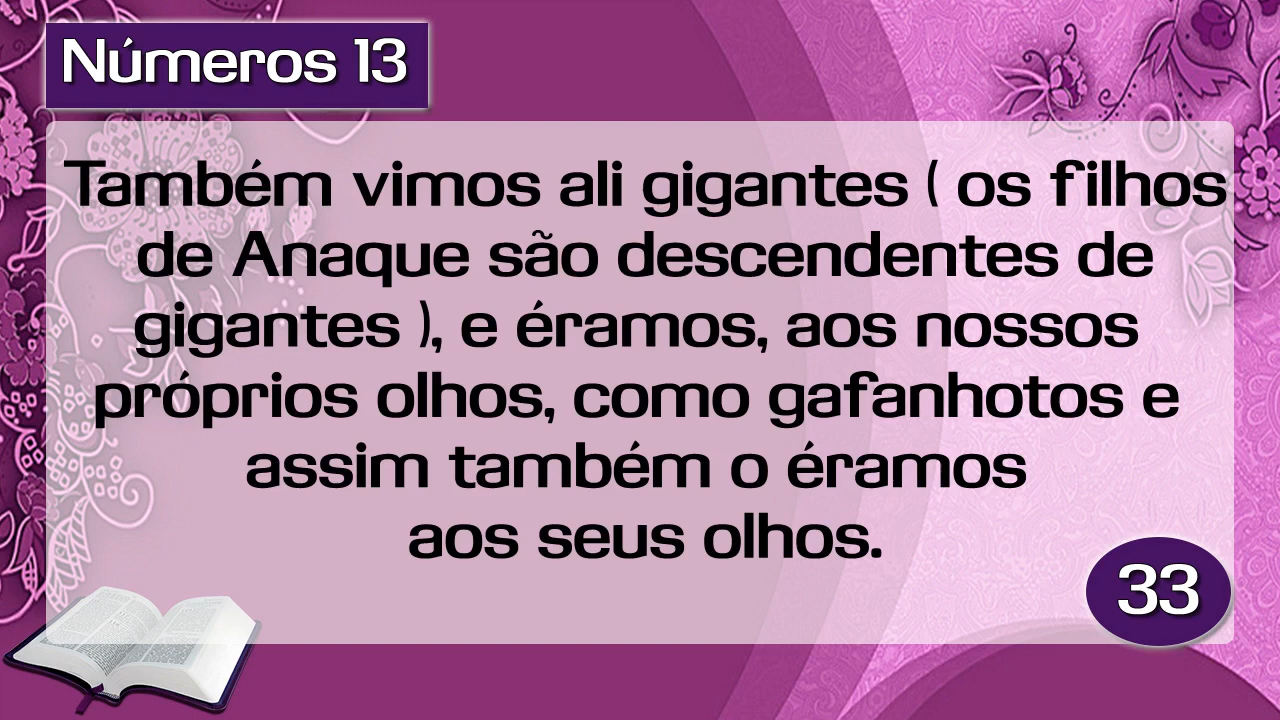 Números 13
Também vimos ali gigantes ( os filhos
de Anaque são descendentes de
gigantes ), e éramos, aos nossos
próprios olhos, como gafanhotos e
assim também o éramos
aos seus olhos.
33